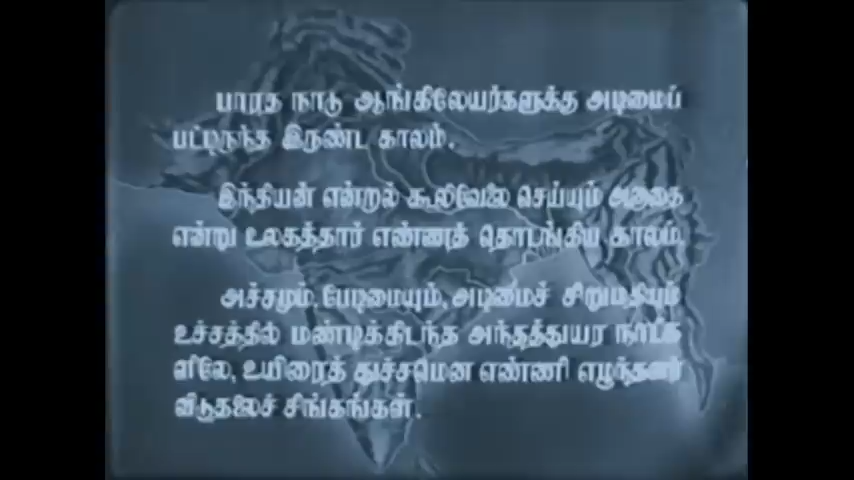 பாரத நாடு ஆங்கிலேயர்களுக்கு அடிமைப்
பட்டிருந்த இருண்ட காலம்.
இந்தியன் என்றால் கூலிவேலை செய்யும் அகதை
என்று உலகத்தார் எண்ணத் தொடங்கிய காலம்.
அச்சமும், பேடிமையும், அடிமைச் சிறுமதியும்
உச்சத்தில் மண்டிக்கிடந்த அந்தத்துயர நாட்க
ளிலே, உயிரைத் துச்சமென எண்ணி எழுந்தனர்
விடுதலைச் சிங்கங்கள்.